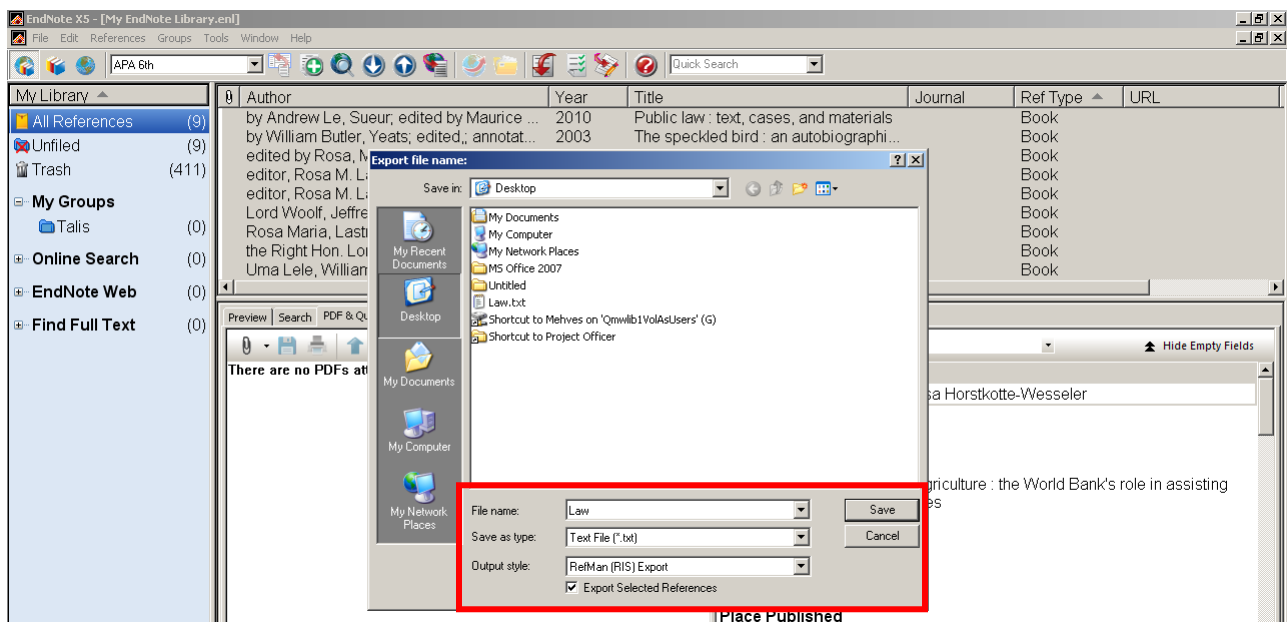 EndNote X5 - [My EndNote Library.enl]
File Edit References Groups Tools Window Help
APA 6th
Quick Search
My Library
All References (9)
Unfiled (9)
Trash (411)
My Groups
Talis (0)
Online Search (0)
EndNote Web (0)
Find Full Text (0)
Author Year Title Journal Ref Type URL
by Andrew Le, Sueur; edited by Maurice ... 2010 Public law : text, cases, and materials Book
by William Butler, Yeats; edited,; annotat... 2003 The speckled bird : an autobiographi... Book
edited by Rosa, Book
editor, Rosa M. Book
editor, Rosa M. Book
Lord Woolf, Jeffre Book
Rosa Maria, Book
the Right Hon. Book
Uma Lele, William Book
Export file name:
Save in: Desktop
My Recent
Documents
Desktop
My Documents
My Computer
My Network
Places
My Documents
My Computer
My Network Places
MS Office 2007
Untitled
Law.txt
Shortcut to Mehves on 'Qmwlib1VolAsUsers' (G)
Shortcut to Project Officer
File name: Law Save
Save as type: Text File (*.txt) Cancel
Output style: RefMan (RIS) Export
Export Selected References
Preview Search PDF & Qu
There are no PDFs att
Hide Empty Fields
sa Horstkotte-Wesseler
griculture : the World Bank's role in assisting
es
Place Published